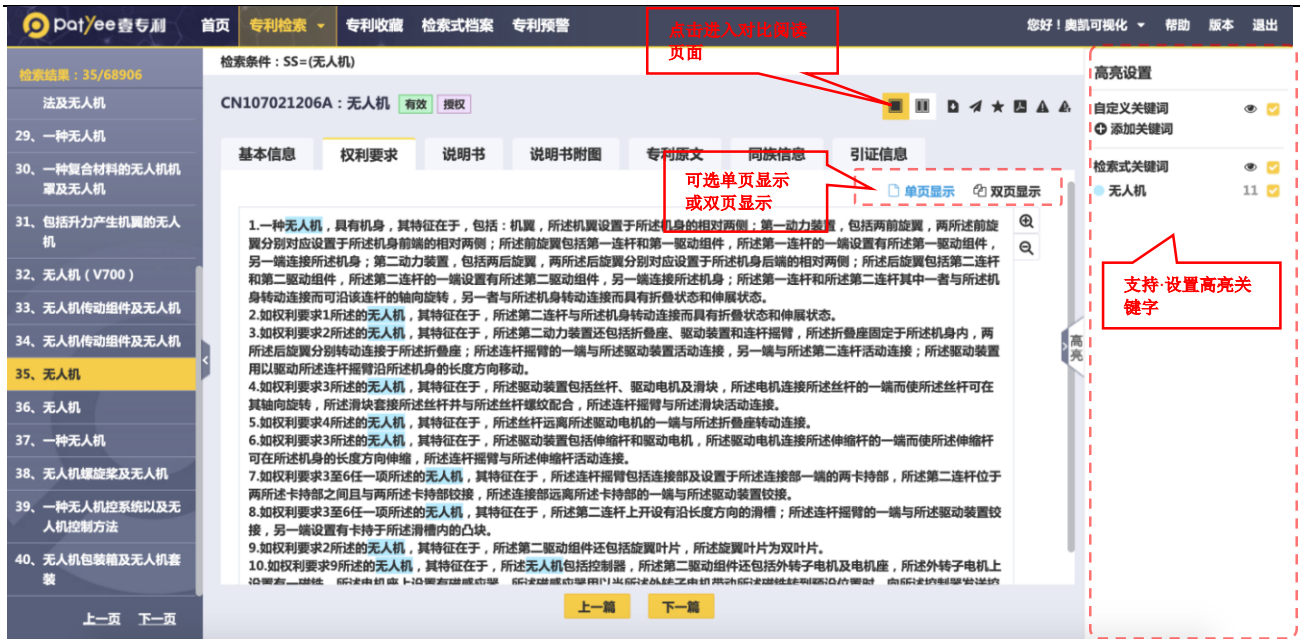 patyee壹专利
首页 专利检索 专利收藏 检索式档案 专利预警
您好！奥凯可视化 帮助 版本 退出
点击进入对比阅读
页面
检索结果：35/68906
法及无人机
29、一种无人机
30、一种复合材料的无人机机
罩及无人机
31、包括升力产生机翼的无人
机
32、无人机（V700）
33、无人机传动组件及无人机
34、无人机传动组件及无人机
35、无人机
36、无人机
37、一种无人机
38、无人机螺旋桨及无人机
39、一种无人机控系统以及无
人机控制方法
40、无人机包装箱及无人机套
装
上一页 下一页
检索条件：SS=(无人机)
CN107021206A：无人机 有效 授权
基本信息 权利要求 说明书 说明书附图 专利原文 同族信息 引证信息
可选单页显示
或双页显示
单页显示 双页显示
1.一种无人机，具有机身，其特征在于，包括：机翼，所述机翼设置于所述机身的相对两侧；第一动力装置，包括两前旋翼，两所述前旋
翼分别对应设置于所述机身前端的相对两侧；所述前旋翼包括第一连杆和第一驱动组件，所述第一连杆的一端设置有所述第一驱动组件，
另一端连接所述机身；第二动力装置，包括两后旋翼，两所述后旋翼分别对应设置于所述机身后端的相对两侧；所述后旋翼包括第二连杆
和第二驱动组件，所述第二连杆的一端设置有所述第二驱动组件，另一端连接所述机身；所述第一连杆和所述第二连杆其中一者与所述机
身转动连接而可沿该连杆的轴向旋转，另一者与所述机身转动连接而具有折叠状态和伸展状态。
2.如权利要求1所述的无人机，其特征在于，所述第二连杆与所述机身转动连接而具有折叠状态和伸展状态。
3.如权利要求2所述的无人机，其特征在于，所述第二动力装置还包括折叠座、驱动装置和连杆摇臂，所述折叠座固定于所述机身内，两
所述后旋翼分别转动连接于所述折叠座；所述连杆摇臂的一端与所述驱动装置活动连接，另一端与所述第二连杆活动连接；所述驱动装置
用以驱动所述连杆摇臂沿所述机身的长度方向移动。
4.如权利要求3所述的无人机，其特征在于，所述驱动装置包括丝杆、驱动电机及滑块，所述电机连接所述丝杆的一端而使所述丝杆可在
其轴向旋转，所述滑块套接所述丝杆并与所述丝杆螺纹配合，所述连杆摇臂与所述滑块活动连接。
5.如权利要求4所述的无人机，其特征在于，所述丝杆远离所述驱动电机的一端与所述折叠座转动连接。
6.如权利要求3所述的无人机，其特征在于，所述驱动装置包括伸缩杆和驱动电机，所述驱动电机连接所述伸缩杆的一端而使所述伸缩杆
可在所述机身的长度方向伸缩，所述连杆摇臂与所述伸缩杆活动连接。
7.如权利要求3至6任一项所述的无人机，其特征在于，所述连杆摇臂包括连接部及设置于所述连接部一端的两卡持部，所述第二连杆位于
两所述卡持部之间且与两所述卡持部铰接，所述连接部远离所述卡持部的一端与所述驱动装置铰接。
8.如权利要求3至6任一项所述的无人机，其特征在于，所述第二连杆上开设有沿长度方向的滑槽；所述连杆摇臂的一端与所述驱动装置铰
接，另一端设置有卡持于所述滑槽内的凸块。
9.如权利要求2所述的无人机，其特征在于，所述第二驱动组件还包括旋翼叶片，所述旋翼叶片为双叶片。
10.如权利要求9所述的无人机，其特征在于，所述无人机包括控制器，所述第二驱动组件还包括外转子电机及电机座，所述外转子电机上
设置有一磁铁，所述电机座上设置有磁感应器，所述磁感应器用以当所述外转子电机带动所述磁铁转到预设位置时，向所述控制器发送控
上一篇 下一篇
高亮
高亮设置
自定义关键词
添加关键词
检索式关键词
无人机 11
支持·设置高亮关
键字